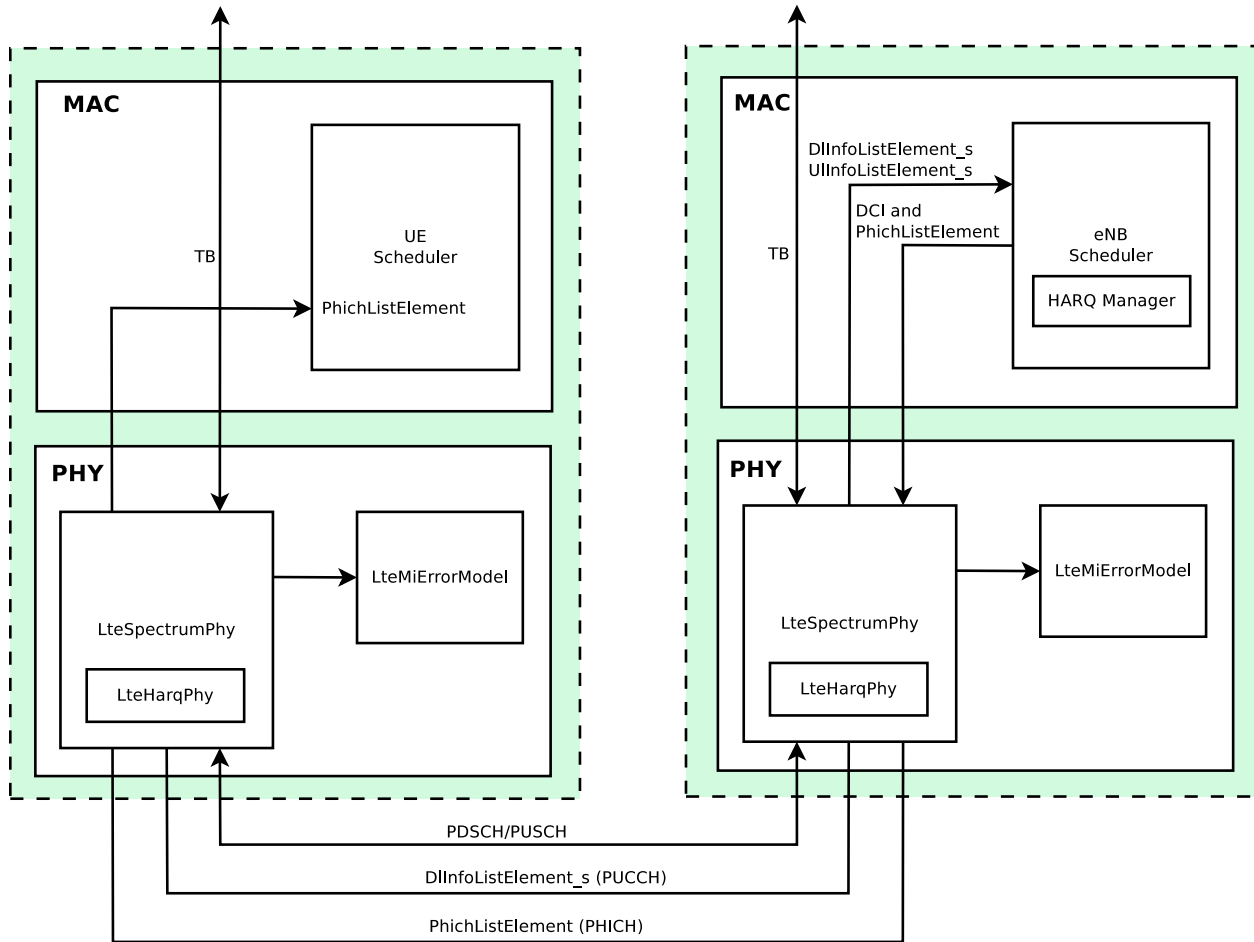 MAC
UE
Scheduler
TB
PhichListElement
PHY
LteSpectrumPhy
LteMiErrorModel
LteHarqPhy
MAC
DlInfoListElement_s
UlInfoListElement_s
DCI and
PhichListElement
TB
eNB
Scheduler
HARQ Manager
PHY
LteSpectrumPhy
LteMiErrorModel
LteHarqPhy
PDSCH/PUSCH
DlInfoListElement_s (PUCCH)
PhichListElement (PHICH)